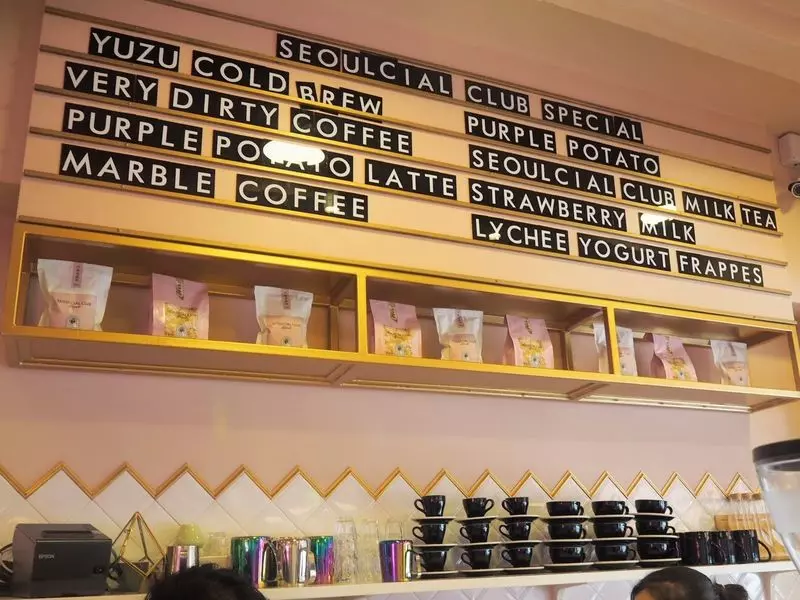 SEOULCIAL CLUB SPECIAL
YUZU COLD BREW
VERY DIRTY COFFEE
PURPLE POTATO LATTE
MARBLE COFFEE
PURPLE POTATO
SEOULCIAL CLUB MILK TEA
STRAWBERRY MILK
LYCHEE YOGURT FRAPPES
EPSON